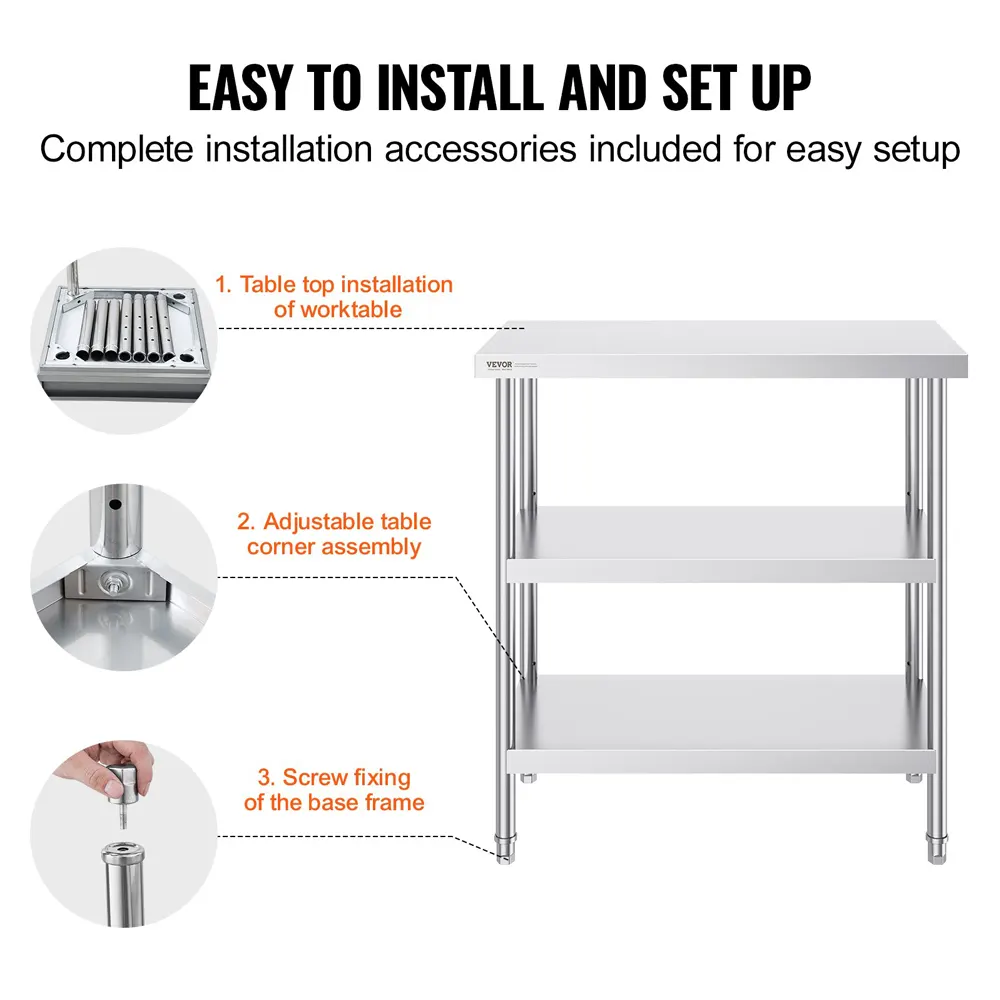 EASY TO INSTALL AND SET UP
Complete installation accessories included for easy setup
1. Table top installation
of worktable
VEVOR
2. Adjustable table
corner assembly
3. Screw fixing
of the base frame